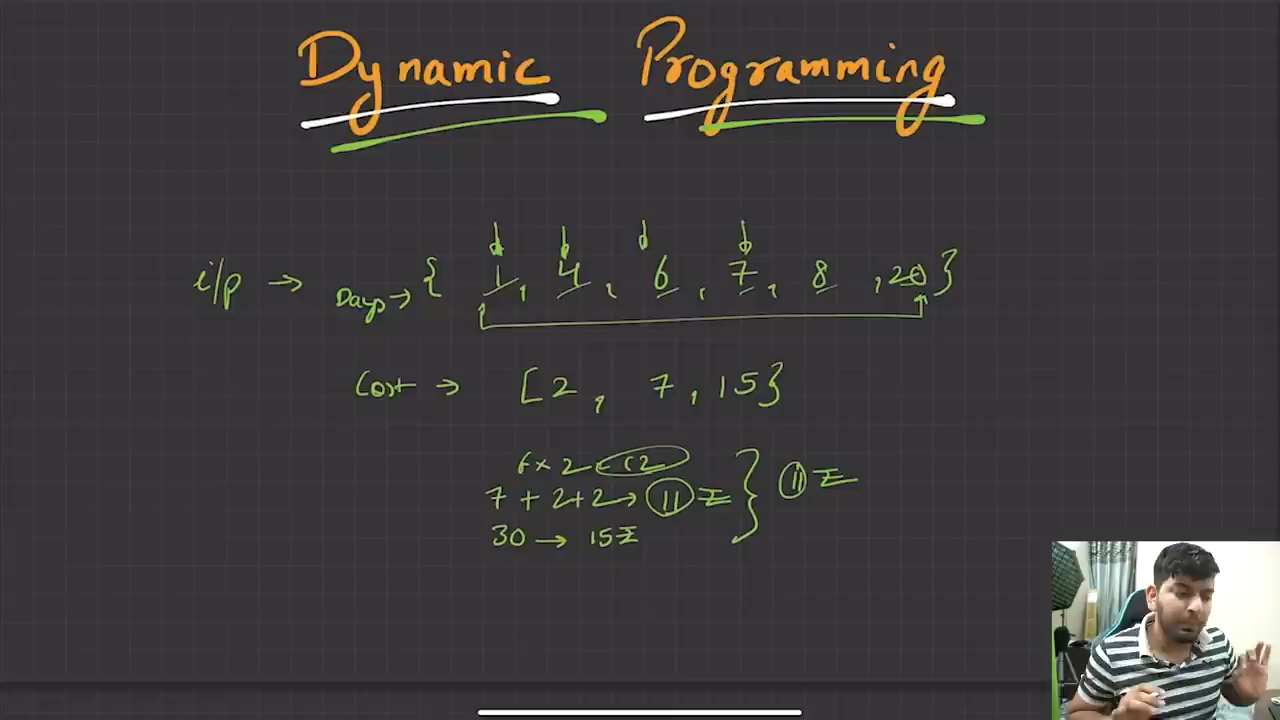 Dynamic Programming
i/p → Days → { 1, 4, 6, 7, 8, 20 }
Cost → [2, 7, 15}
6 × 2 = 12
7 + 2 + 2 → 11
30 → 15
11